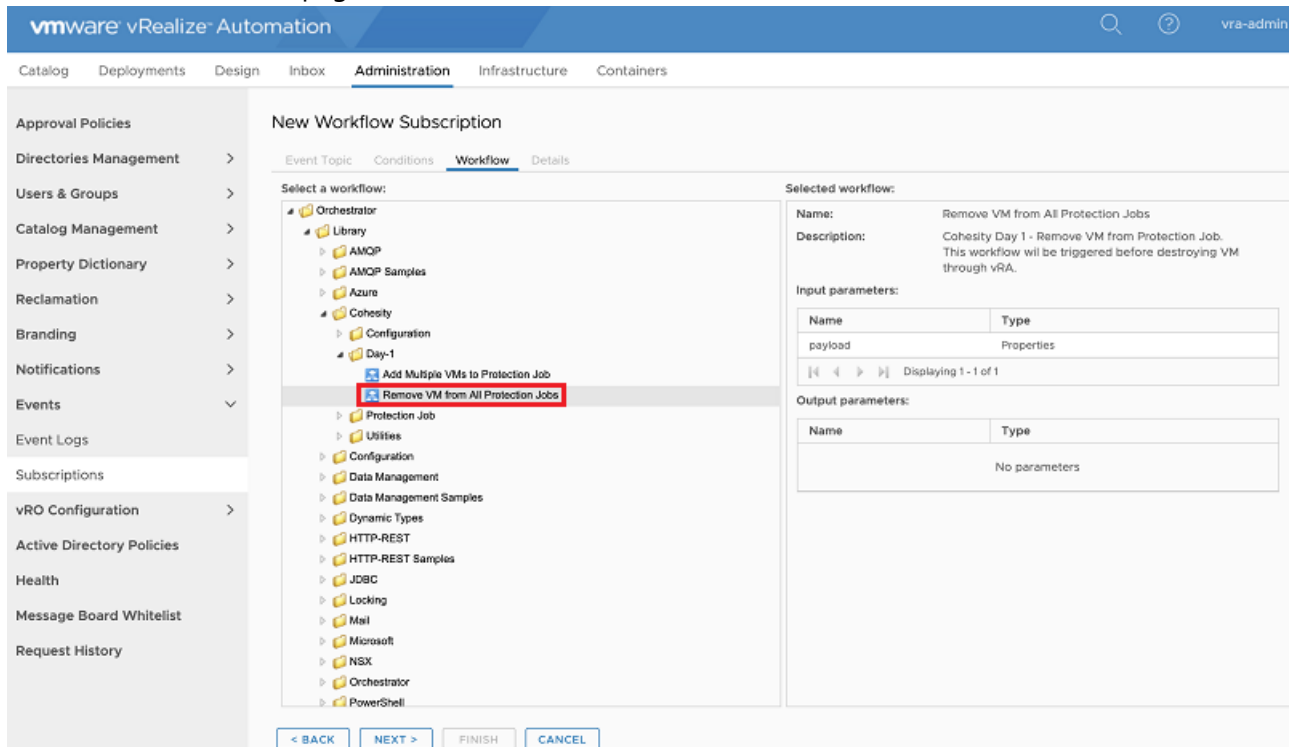 vmware vRealize Automation
vra-admin
Catalog Deployments Design Inbox Administration Infrastructure Containers
Approval Policies
Directories Management
Users & Groups
Catalog Management
Property Dictionary
Reclamation
Branding
Notifications
Events
Event Logs
Subscriptions
vRO Configuration
Active Directory Policies
Health
Message Board Whitelist
Request History
New Workflow Subscription
Event Topic Conditions Workflow Details
Select a workflow:
Orchestrator
Library
AMQP
AMQP Samples
Azure
Cohesity
Configuration
Day-1
Add Multiple VMs to Protection Job
Remove VM from All Protection Jobs
Protection Job
Utilities
Configuration
Data Management
Data Management Samples
Dynamic Types
HTTP-REST
HTTP-REST Samples
JDBC
Locking
Mail
Microsoft
NSX
Orchestrator
PowerShell
Selected workflow:
Name: Remove VM from All Protection Jobs
Description: Cohesity Day 1 - Remove VM from Protection Job.
This workflow wil be triggered before destroying VM
through vRA.
Input parameters:
Name Type
payload Properties
Displaying 1 - 1 of 1
Output parameters:
Name Type
No parameters
< BACK NEXT > FINISH CANCEL